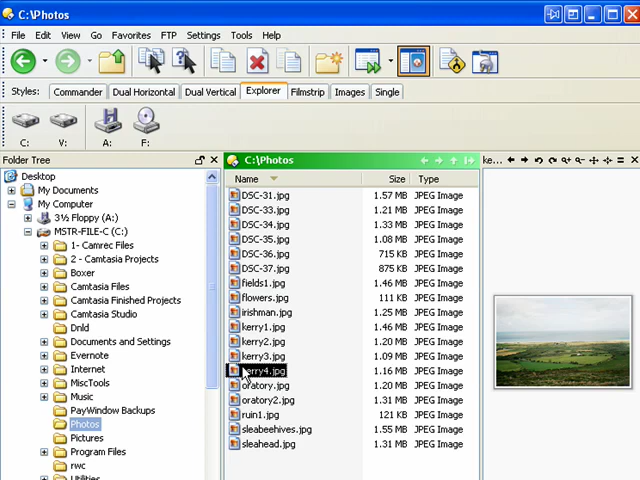 C:\Photos
File Edit View Go Favorites FTP Settings Tools Help
Styles: Commander Dual Horizontal Dual Vertical Explorer Filmstrip Images Single
C: V: A: F:
Folder Tree
Desktop
My Documents
My Computer
3½ Floppy (A:)
MSTR-FILE-C (C:)
1- Camrec Files
2 - Camtasia Projects
Boxer
Camtasia Files
Camtasia Finished Projects
Camtasia Studio
Dnld
Documents and Settings
Evernote
Internet
MiscTools
Music
PayWindow Backups
Photos
Pictures
Program Files
rwc
Utilities
C:\Photos
Name Size Type
DSC-31.jpg 1.57 MB JPEG Image
DSC-33.jpg 1.21 MB JPEG Image
DSC-34.jpg 1.33 MB JPEG Image
DSC-35.jpg 1.08 MB JPEG Image
DSC-36.jpg 715 KB JPEG Image
DSC-37.jpg 875 KB JPEG Image
fields1.jpg 1.46 MB JPEG Image
flowers.jpg 111 KB JPEG Image
irishman.jpg 1.25 MB JPEG Image
kerry1.jpg 1.46 MB JPEG Image
kerry2.jpg 1.20 MB JPEG Image
kerry3.jpg 1.09 MB JPEG Image
kerry4.jpg 1.16 MB JPEG Image
oratory.jpg 1.20 MB JPEG Image
oratory2.jpg 1.31 MB JPEG Image
ruin1.jpg 121 KB JPEG Image
sleabeehives.jpg 1.55 MB JPEG Image
sleahead.jpg 1.31 MB JPEG Image
ke...